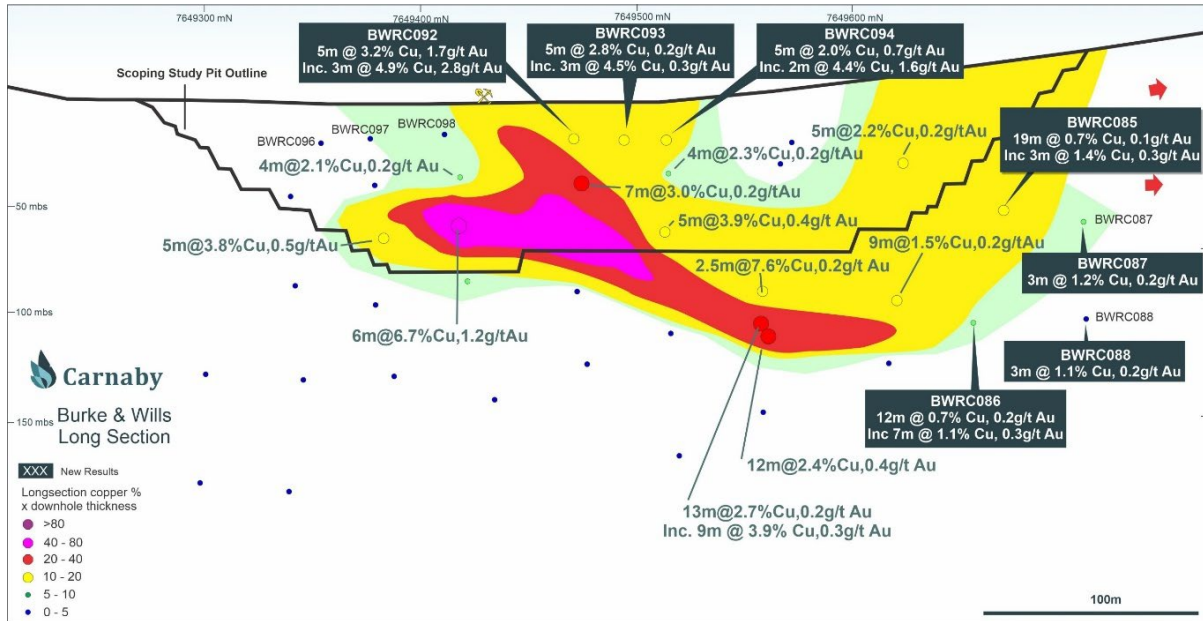 7649300 mN
7649400 mN
7649500 mN
7649600 mN
BWRC092
5m @ 3.2% Cu, 1.7g/t Au
Inc. 3m @ 4.9% Cu, 2.8g/t Au
BWRC093
5m @ 2.8% Cu, 0.2g/t Au
Inc. 3m @ 4.5% Cu, 0.3g/t Au
BWRC094
5m @ 2.0% Cu, 0.7g/t Au
Inc. 2m @ 4.4% Cu, 1.6g/t Au
Scoping Study Pit Outline
BWRC096
BWRC097
BWRC098
4m@2.1%Cu,0.2g/t Au
4m@2.3%Cu,0.2g/tAu
5m@2.2%Cu,0.2g/tAu
BWRC085
19m @ 0.7% Cu, 0.1g/t Au
Inc 3m @ 1.4% Cu, 0.3g/t Au
7m@3.0%Cu,0.2g/tAu
50 mbs
5m@3.8%Cu,0.5g/tAu
5m@3.9%Cu,0.4g/tAu
9m@1.5%Cu,0.2g/tAu
BWRC087
BWRC087
3m @ 1.2% Cu, 0.2g/t Au
2.5m@7.6%Cu,0.2g/t Au
100 mbs
6m@6.7%Cu,1.2g/tAu
BWRC088
BWRC088
3m @ 1.1% Cu, 0.2g/t Au
BWRC086
12m @ 0.7% Cu, 0.2g/t Au
Inc 7m @ 1.1% Cu, 0.3g/t Au
Carnaby
Burke & Wills
Long Section
150 mbs
12m@2.4%Cu,0.4g/t Au
13m@2.7%Cu,0.2g/t Au
Inc. 9m @ 3.9% Cu,0.3g/t Au
XXX New Results
Longsection copper %
x downhole thickness
>80
40 - 80
20 - 40
10 - 20
5 - 10
0 - 5
100m